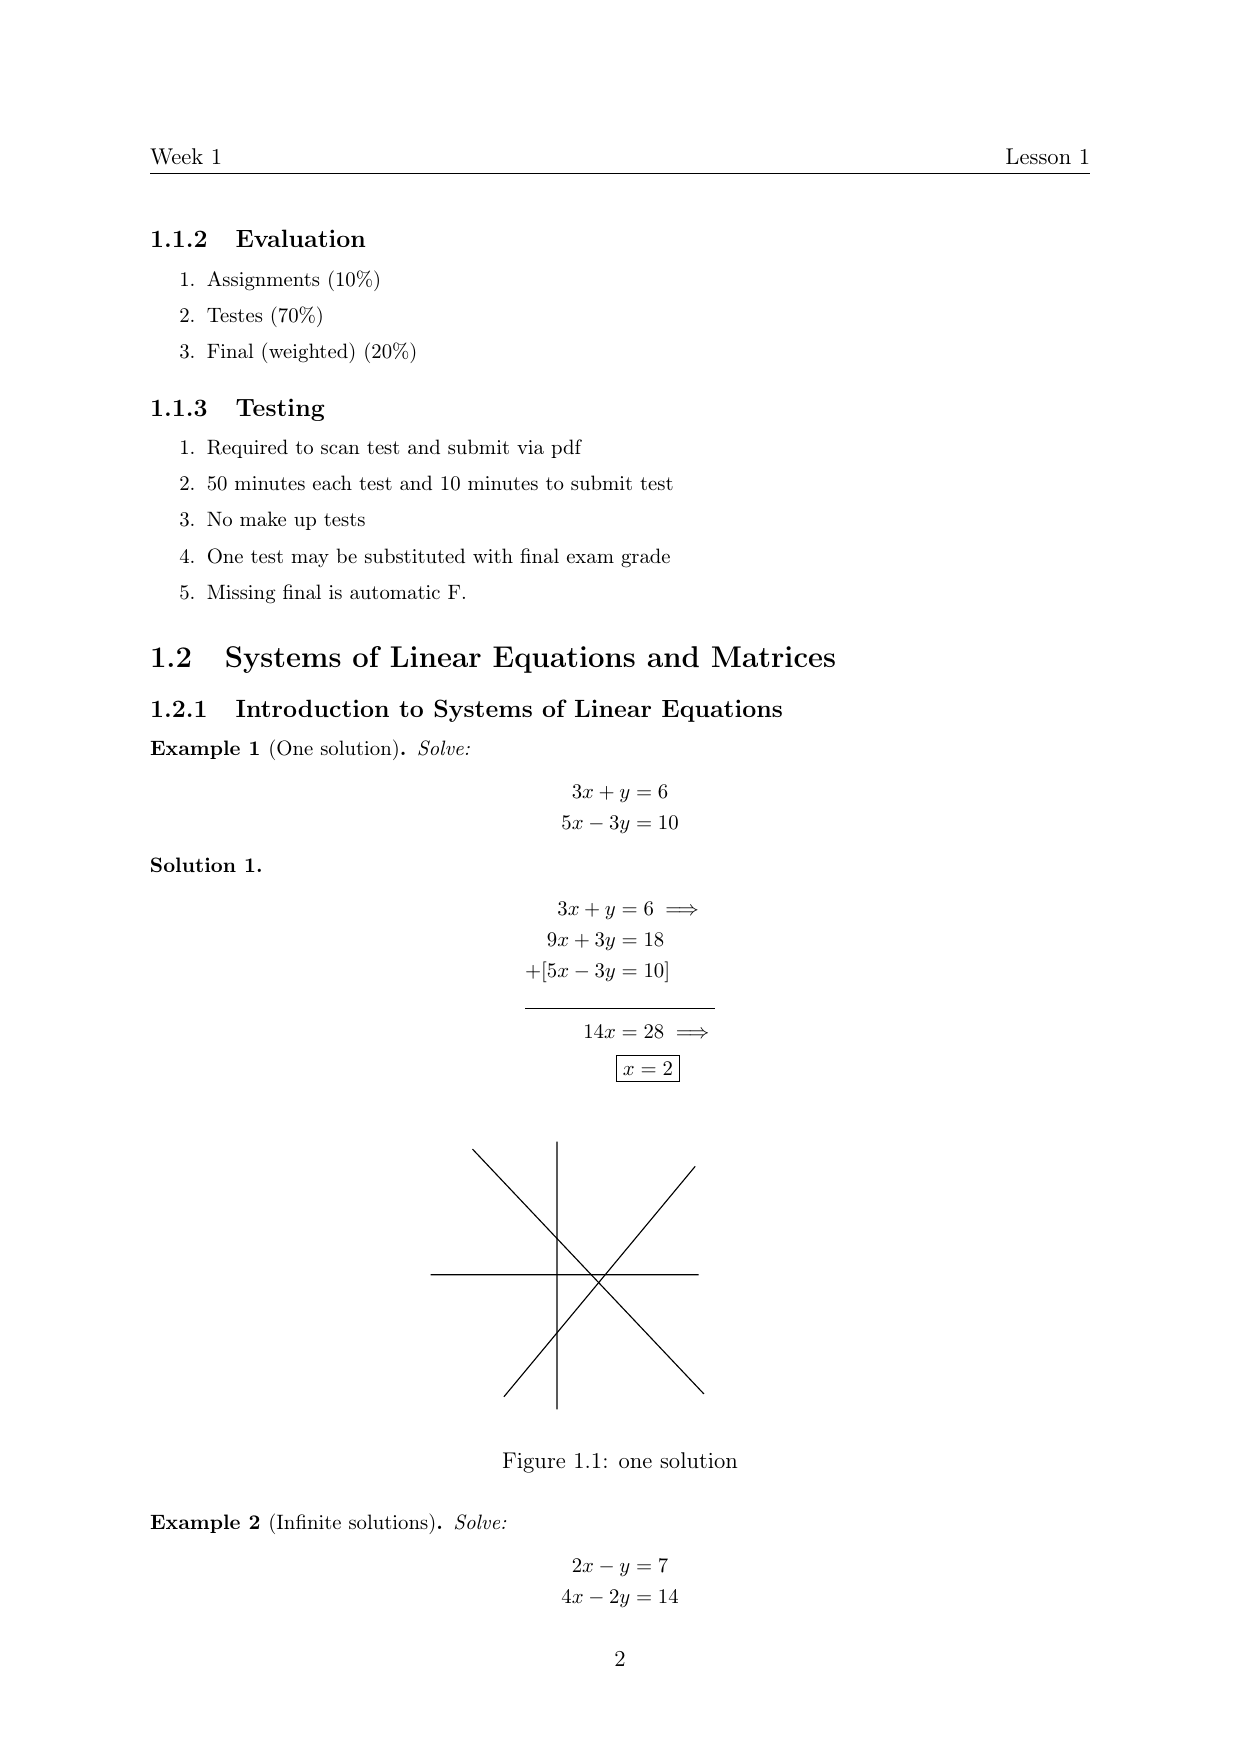 Week 1 Lesson 1
1.1.2 Evaluation
1. Assignments (10%)
2. Testes (70%)
3. Final (weighted) (20%)
1.1.3 Testing
1. Required to scan test and submit via pdf
2. 50 minutes each test and 10 minutes to submit test
3. No make up tests
4. One test may be substituted with final exam grade
5. Missing final is automatic F.
1.2 Systems of Linear Equations and Matrices
1.2.1 Introduction to Systems of Linear Equations
Example 1 (One solution). Solve:
3x + y = 6
5x − 3y = 10
Solution 1.
3x + y = 6 ⟹
9x + 3y = 18
+[5x − 3y = 10]
14x = 28 ⟹
x = 2
Figure 1.1: one solution
Example 2 (Infinite solutions). Solve:
2x − y = 7
4x − 2y = 14
2